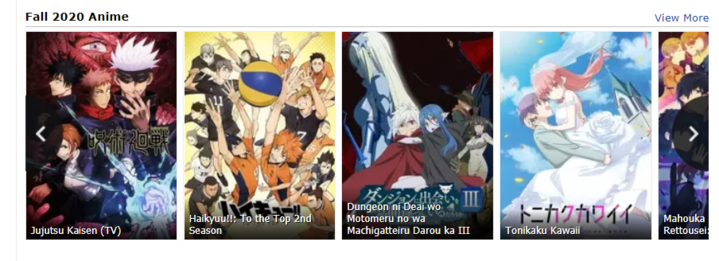 Fall 2020 Anime
View More
呪術廻戦
Jujutsu Kaisen (TV)
ハイキュー
Haikyuu!!: To the Top 2nd
Season
ダンジョンに出会いを
III
Dungeon ni Deai wo
Motomeru no wa
Machigatteiru Darou ka III
トニカクカワイイ
Tonikaku Kawaii
Mahouka
Rettousei: